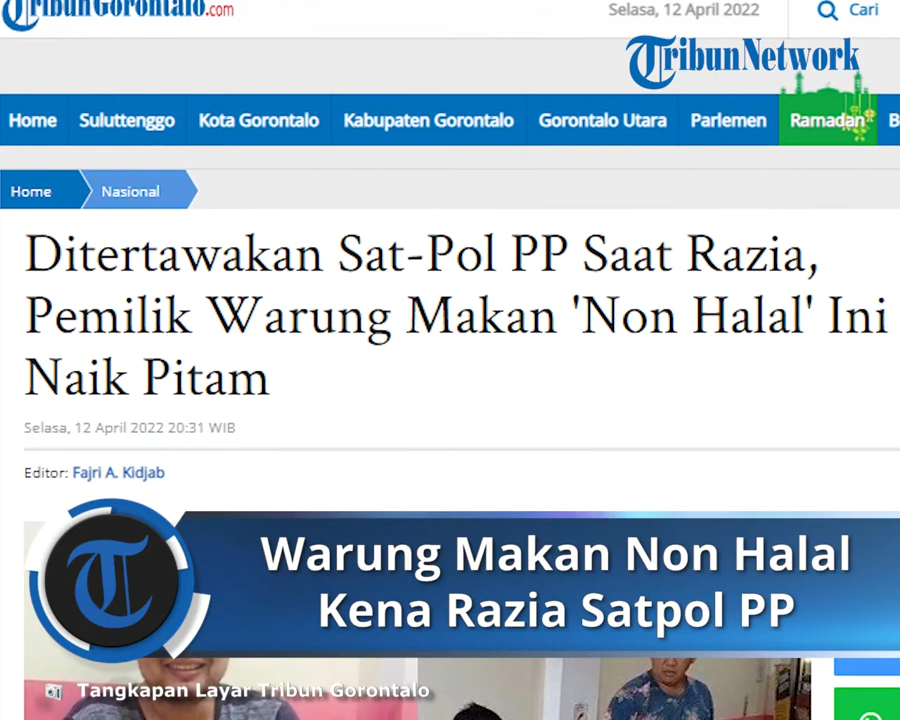 TribunGorontalo.com
Selasa, 12 April 2022
Cari
TribunNetwork
Home Suluttenggo Kota Gorontalo Kabupaten Gorontalo Gorontalo Utara Parlemen Ramadan
Home Nasional
Ditertawakan Sat-Pol PP Saat Razia,
Pemilik Warung Makan 'Non Halal' Ini
Naik Pitam
Selasa, 12 April 2022 20:31 WIB
Editor: Fajri A. Kidjab
Warung Makan Non Halal
Kena Razia Satpol PP
Tangkapan Layar Tribun Gorontalo